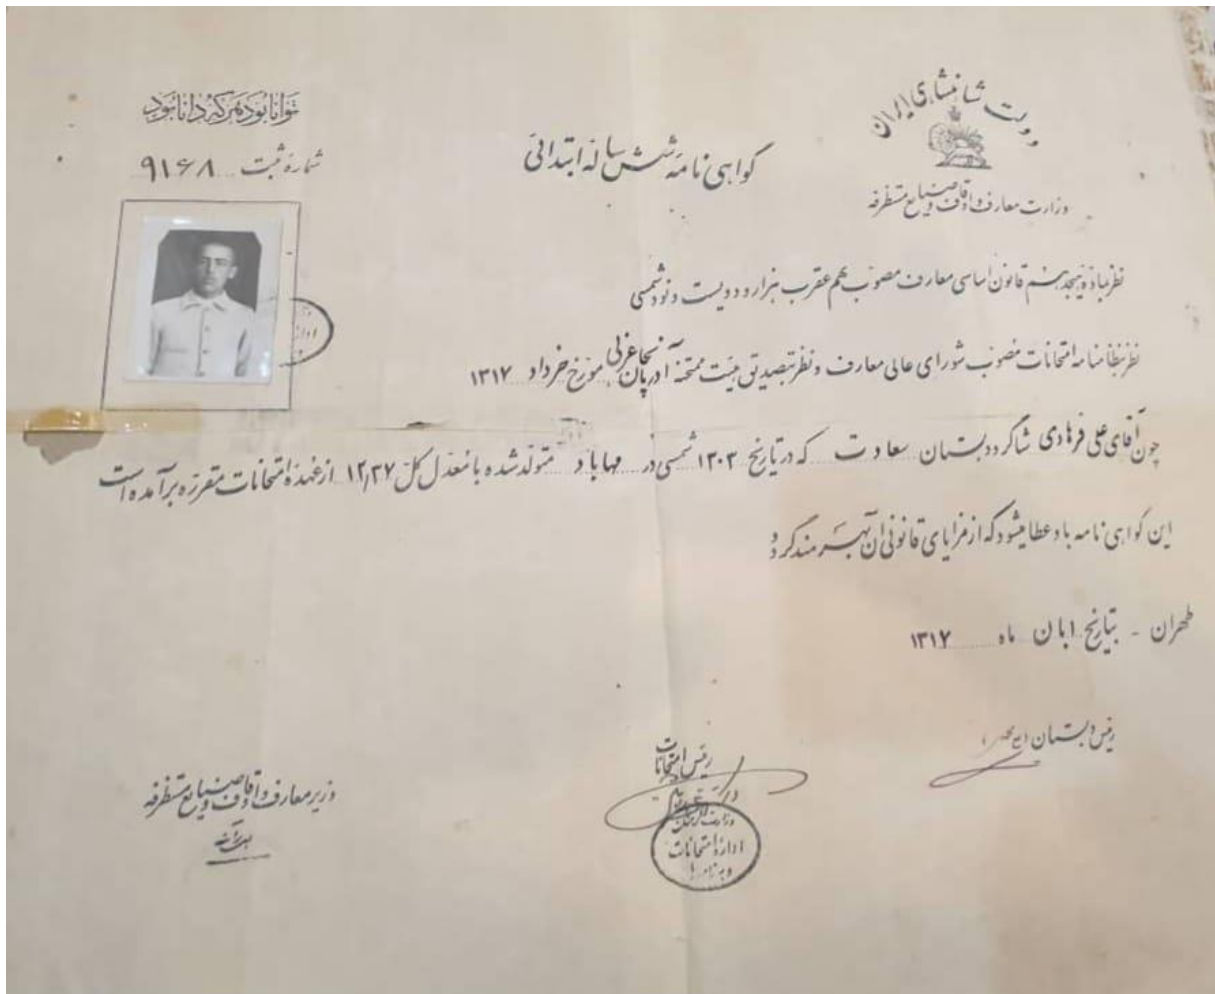 دولت شاهنشاهی ایران
وزارت معارف و اوقاف و صنایع مستظرفه
گواهی نامه شش ساله ابتدائی
توانا بود هر که دانا بود
شماره ثبت ۹۱۶۸
نظر بماده هیجدهم قانون اساسی معارف مصوب نهم عقرب هزار و دویست و نود شمسی
نظر بنظامنامه امتحانات مصوب شورای عالی معارف و نظر بتصدیق هیئت ممتحنه آذربایجان غربی مورخ خرداد ۱۳۱۷
چون آقای علی فرهادی شاگرد دبستان سعادت که در تاریخ ۱۳۰۳ شمسی در مهاباد متولد شده با معدل کل ۱۲/۳۷ از عهده امتحانات مقرره برآمده است
این گواهی نامه باو عطا میشود که از مزایای قانونی آن بهره مند گردد
طهران - بتاریخ ابان ماه ۱۳۱۷
رئیس دبستان
رئیس امتحانات
اداره امتحانات
وزیر معارف و اوقاف و صنایع مستظرفه